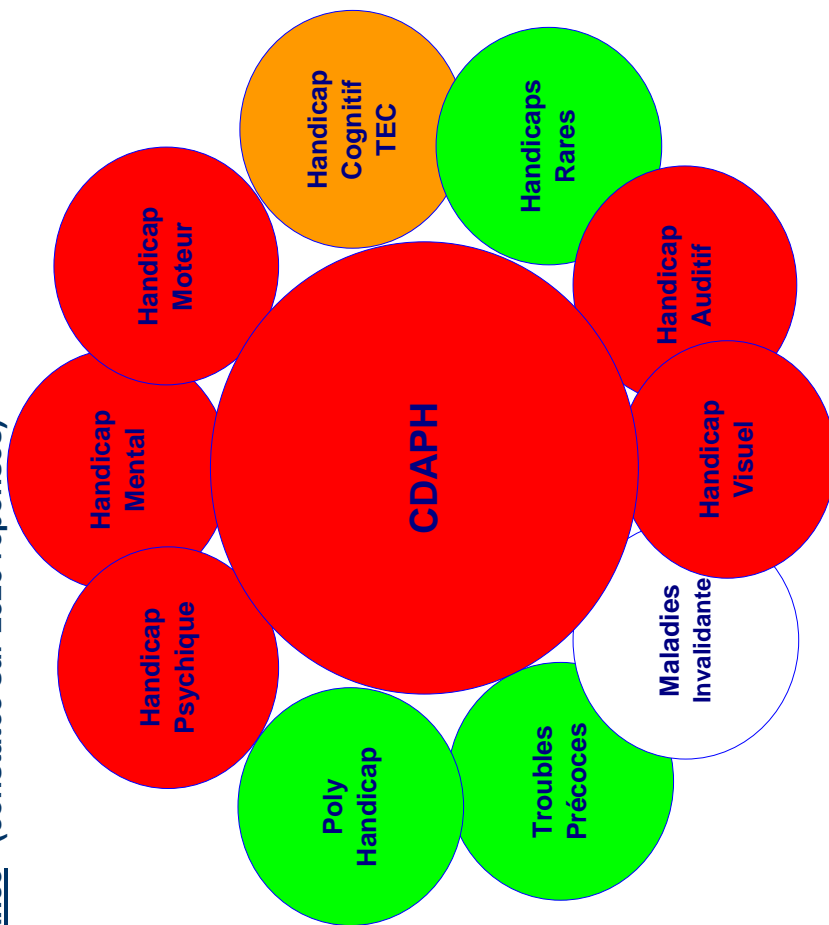 Handicap
Mental
Handicap
Psychique
Handicap
Moteur
Poly
Handicap
Handicap
Cognitif
TEC
CDAPH
Troubles
Précoces
Handicaps
Rares
Maladies
Invalidante
Handicap
Auditif
Handicap
Visuel